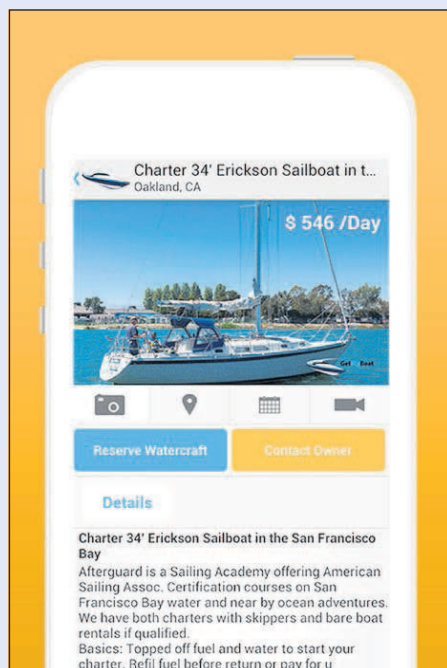 Charter 34' Erickson Sailboat in t...
Oakland, CA
$ 546 /Day
GetMyBoat
Reserve Watercraft
Contact Owner
Details
Charter 34' Erickson Sailboat in the San Francisco
Bay
Afterguard is a Sailing Academy offering American
Sailing Assoc. Certification courses on San
Francisco Bay water and near by ocean adventures.
We have both charters with skippers and bare boat
rentals if qualified.
Basics: Topped off fuel and water to start your
charter. Refil fuel before return or pay for u